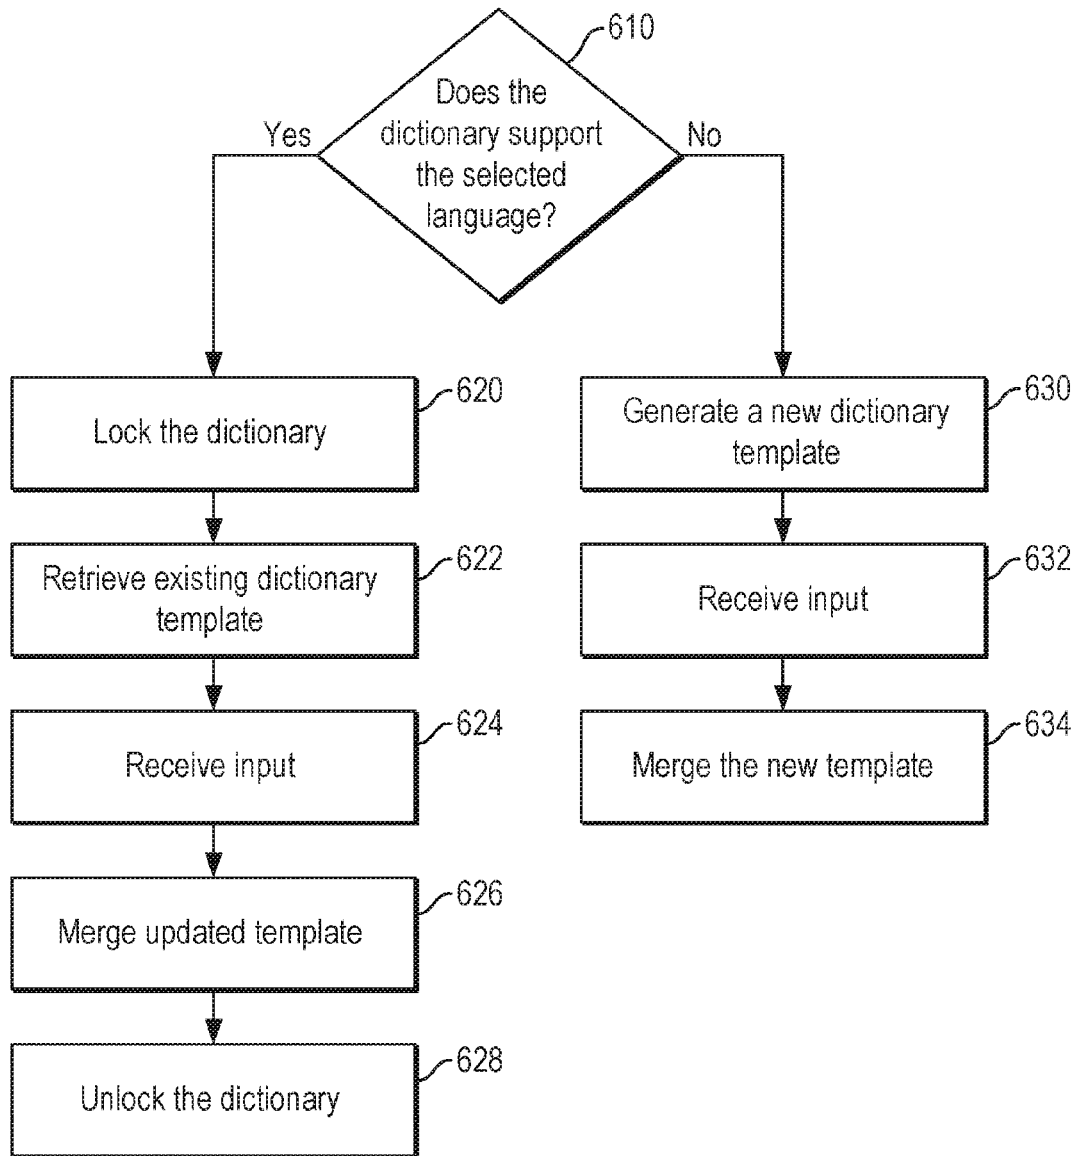 610
Does the
dictionary support
the selected
language?
Yes
No
620
Lock the dictionary
622
Retrieve existing dictionary
template
624
Receive input
626
Merge updated template
628
Unlock the dictionary
630
Generate a new dictionary
template
632
Receive input
634
Merge the new template